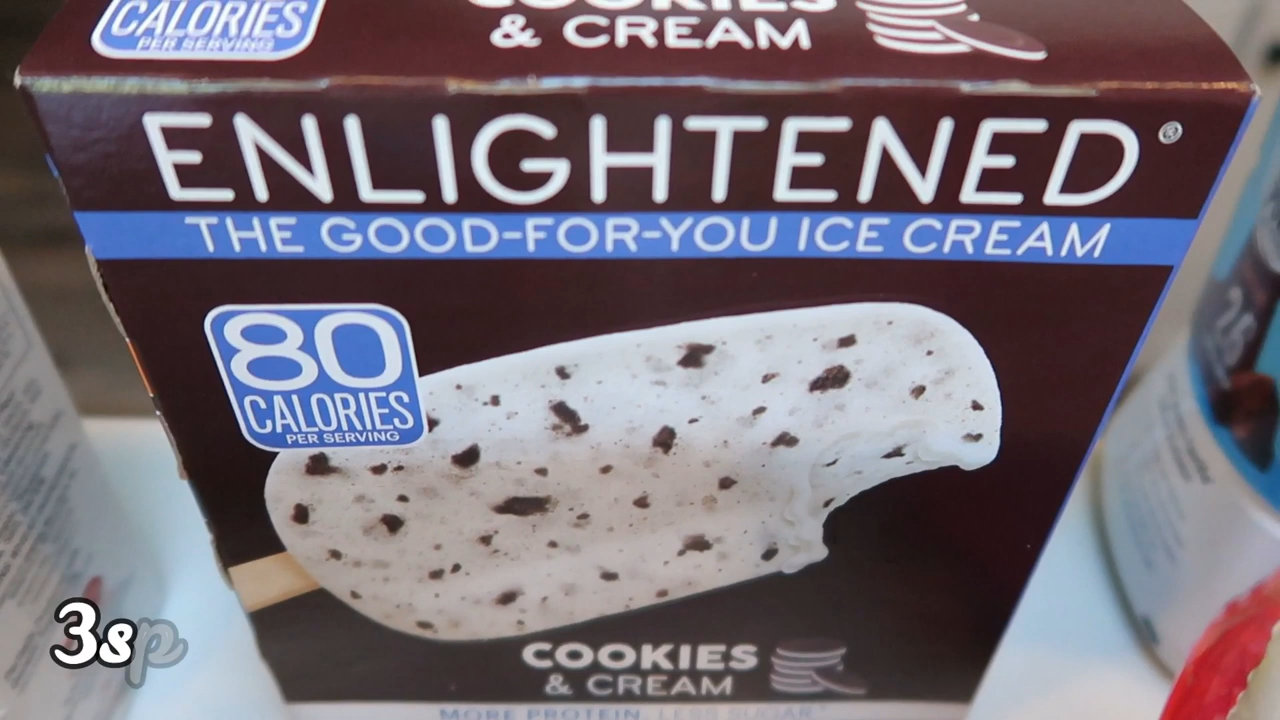 CALORIES
PER SERVING
COOKIES
& CREAM
ENLIGHTENED®
THE GOOD-FOR-YOU ICE CREAM
80
CALORIES
PER SERVING
COOKIES
& CREAM
MORE PROTEIN. LESS SUGAR*
3sp